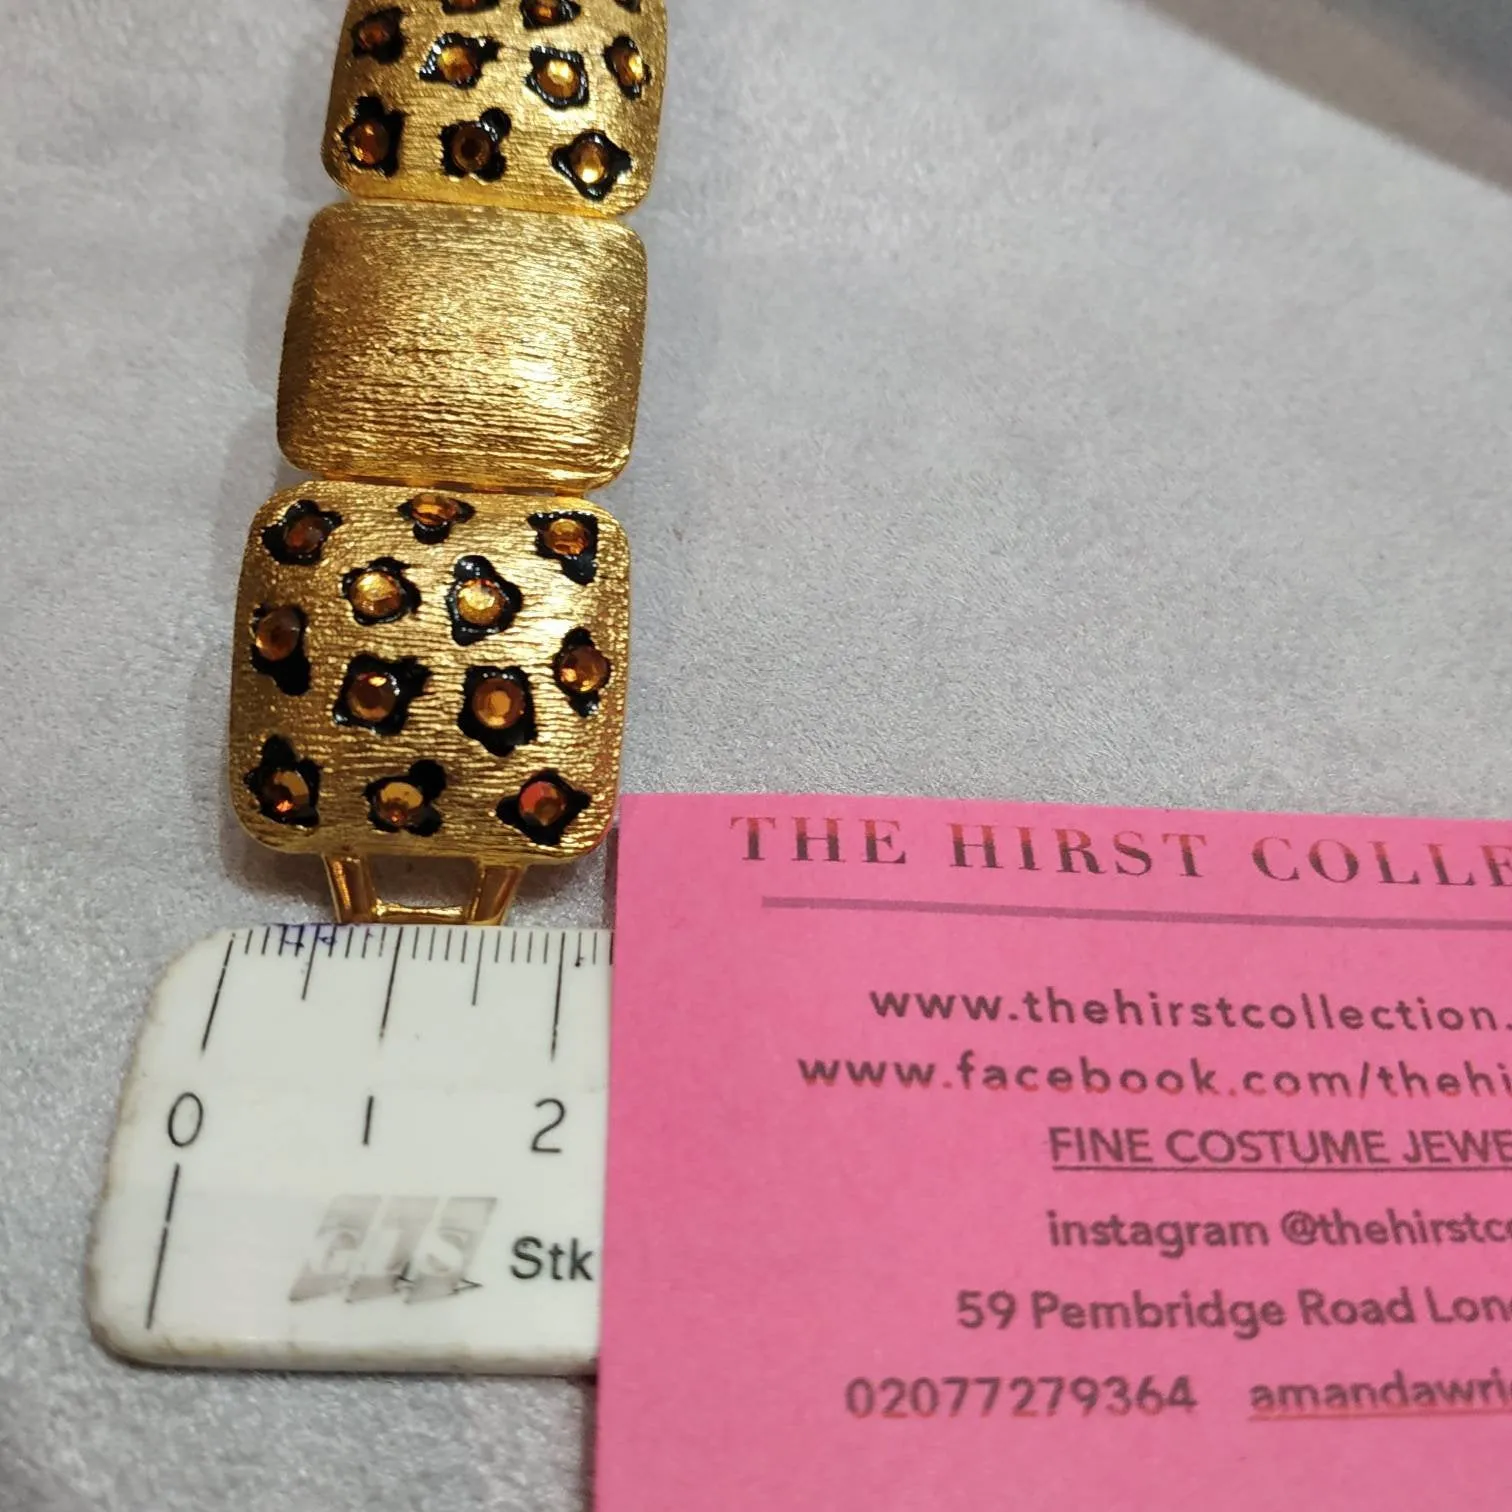 THE HIRST COLLE
www.thehirstcollection.
www.facebook.com/thehi
FINE COSTUME JEWE
instagram @thehirstc
59 Pembridge Road Lon
02077279364 amandawri
0 1 2
Stk